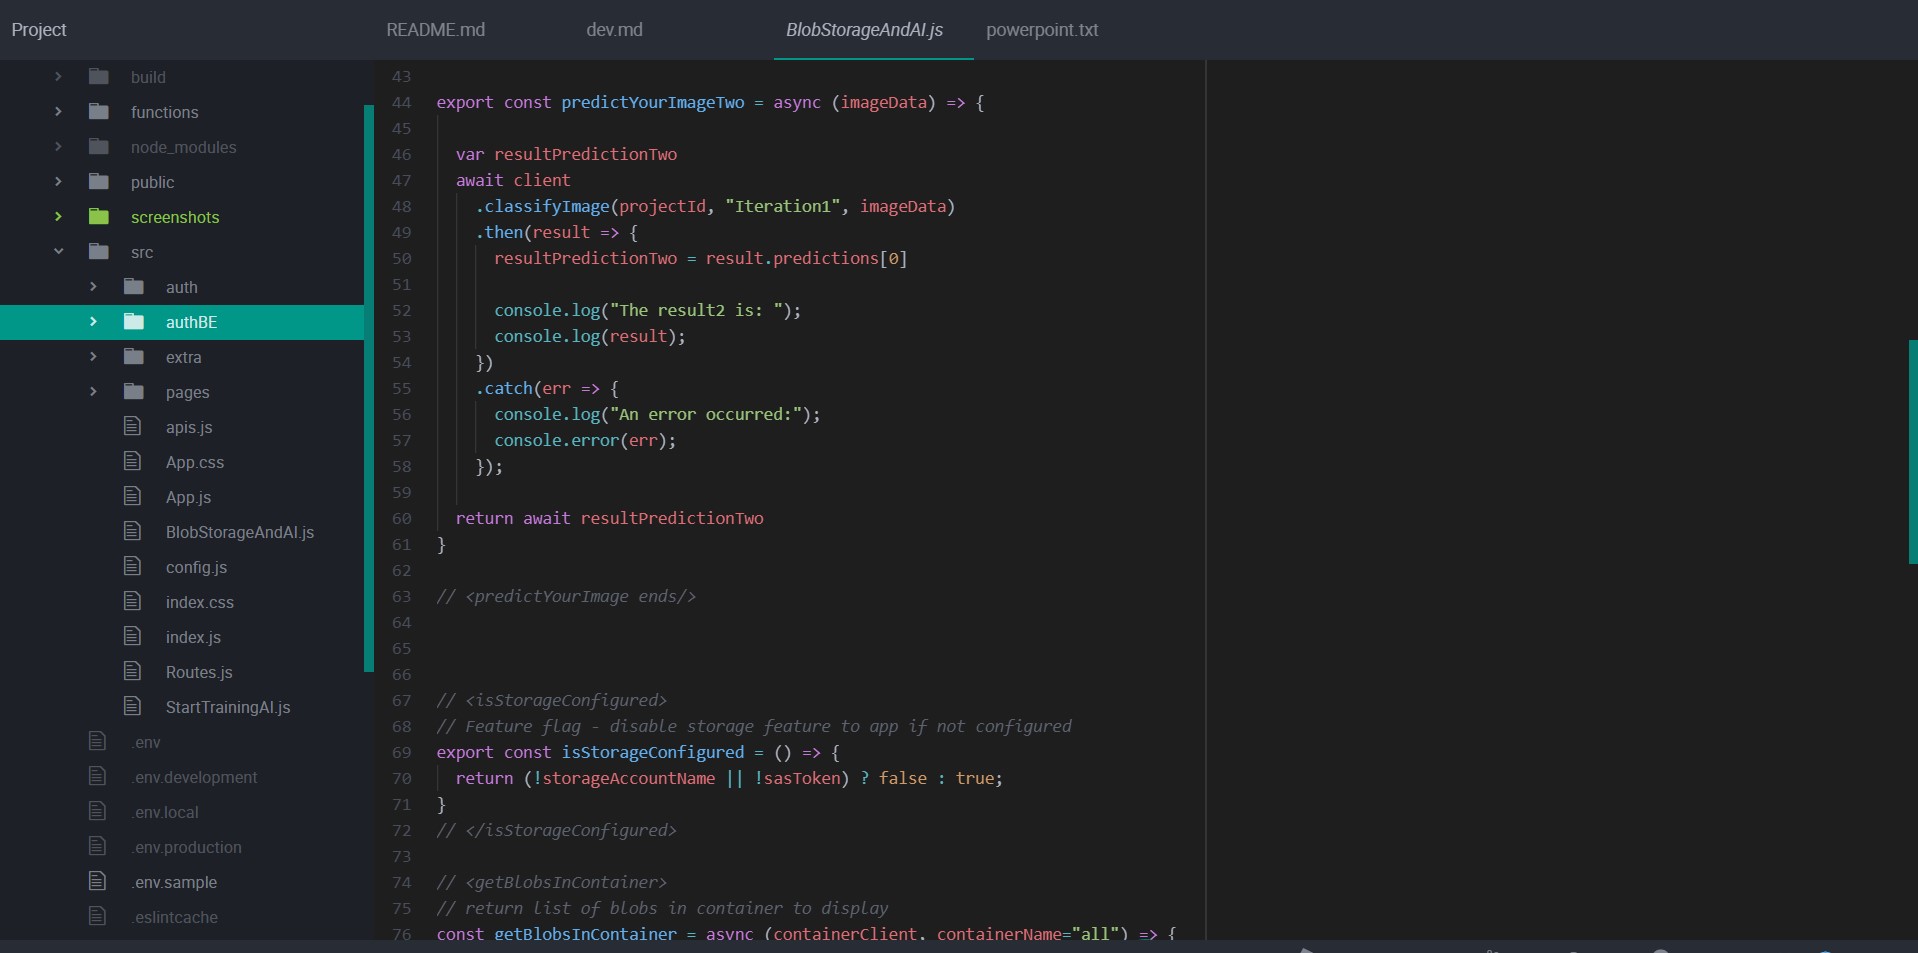 Project
README.md
dev.md
BlobStorageAndAI.js
powerpoint.txt
build
functions
node_modules
public
screenshots
src
auth
authBE
extra
pages
apis.js
App.css
App.js
BlobStorageAndAI.js
config.js
index.css
index.js
Routes.js
StartTrainingAI.js
.env
.env.development
.env.local
.env.production
.env.sample
.eslintcache
43
44 export const predictYourImageTwo = async (imageData) => {
45
46 var resultPredictionTwo
47 await client
48 .classifyImage(projectId, "Iteration1", imageData)
49 .then(result => {
50 resultPredictionTwo = result.predictions[0]
51
52 console.log("The result2 is: ");
53 console.log(result);
54 })
55 .catch(err => {
56 console.log("An error occurred:");
57 console.error(err);
58 });
59
60 return await resultPredictionTwo
61 }
62
63 // <predictYourImage ends/>
64
65
66
67 // <isStorageConfigured>
68 // Feature flag - disable storage feature to app if not configured
69 export const isStorageConfigured = () => {
70 return (!storageAccountName || !sasToken) ? false : true;
71 }
72 // </isStorageConfigured>
73
74 // <getBlobsInContainer>
75 // return list of blobs in container to display
76 const getBlobsInContainer = async (containerClient, containerName="all") => {